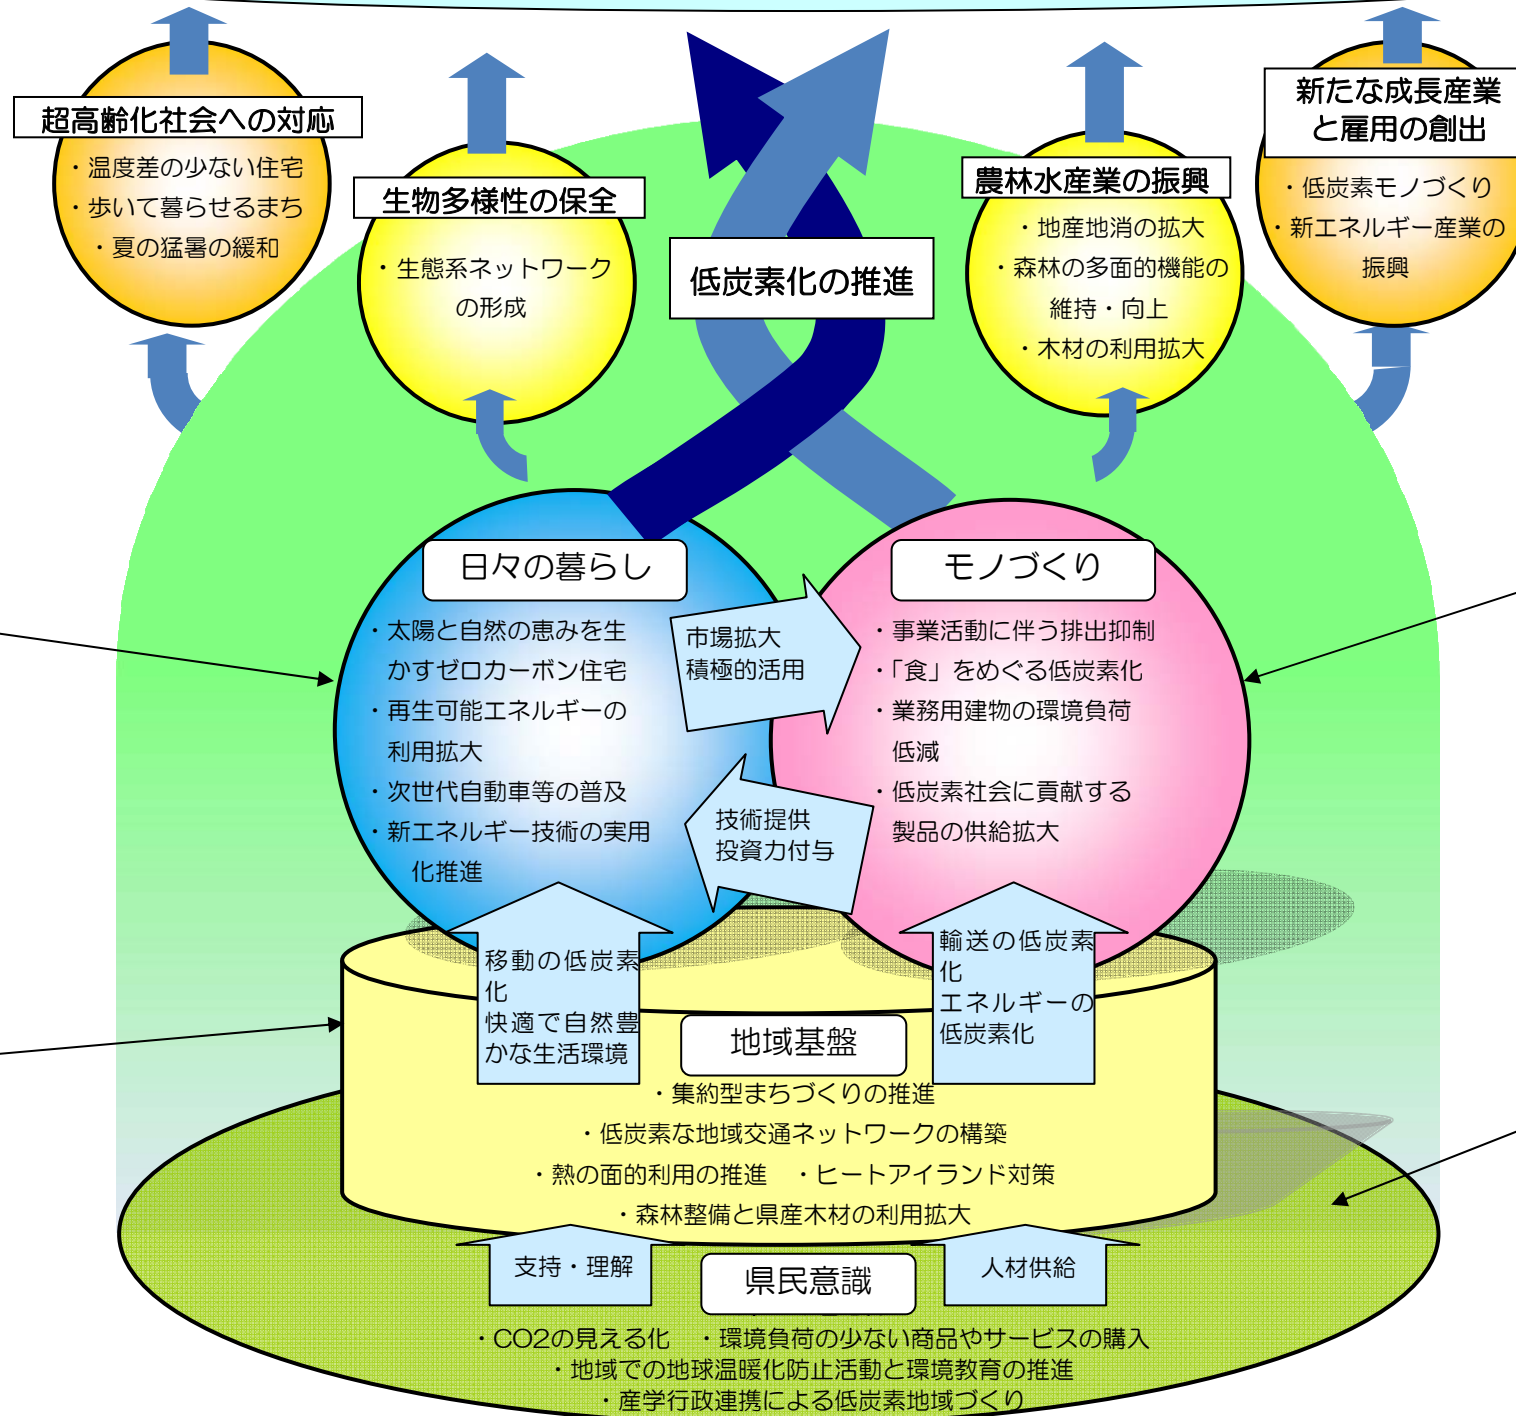 超高齢化社会への対応
・温度差の少ない住宅
・歩いて暮らせるまち
・夏の猛暑の緩和
生物多様性の保全
・生態系ネットワーク
の形成
低炭素化の推進
農林水産業の振興
・地産地消の拡大
・森林の多面的機能の
維持・向上
・木材の利用拡大
新たな成長産業
と雇用の創出
・低炭素モノづくり
・新エネルギー産業の
振興
日々の暮らし
・太陽と自然の恵みを生
かすゼロカーボン住宅
・再生可能エネルギーの
利用拡大
・次世代自動車等の普及
・新エネルギー技術の実用
化推進
市場拡大
積極的活用
技術提供
投資力付与
モノづくり
・事業活動に伴う排出抑制
・「食」をめぐる低炭素化
・業務用建物の環境負荷
低減
・低炭素社会に貢献する
製品の供給拡大
移動の低炭素
化
快適で自然豊
かな生活環境
輸送の低炭素
化
エネルギーの
低炭素化
地域基盤
・集約型まちづくりの推進
・低炭素な地域交通ネットワークの構築
・熱の面的利用の推進　・ヒートアイランド対策
・森林整備と県産木材の利用拡大
支持・理解
人材供給
県民意識
・CO2の見える化　・環境負荷の少ない商品やサービスの購入
・地域での地球温暖化防止活動と環境教育の推進
・産学行政連携による低炭素地域づくり